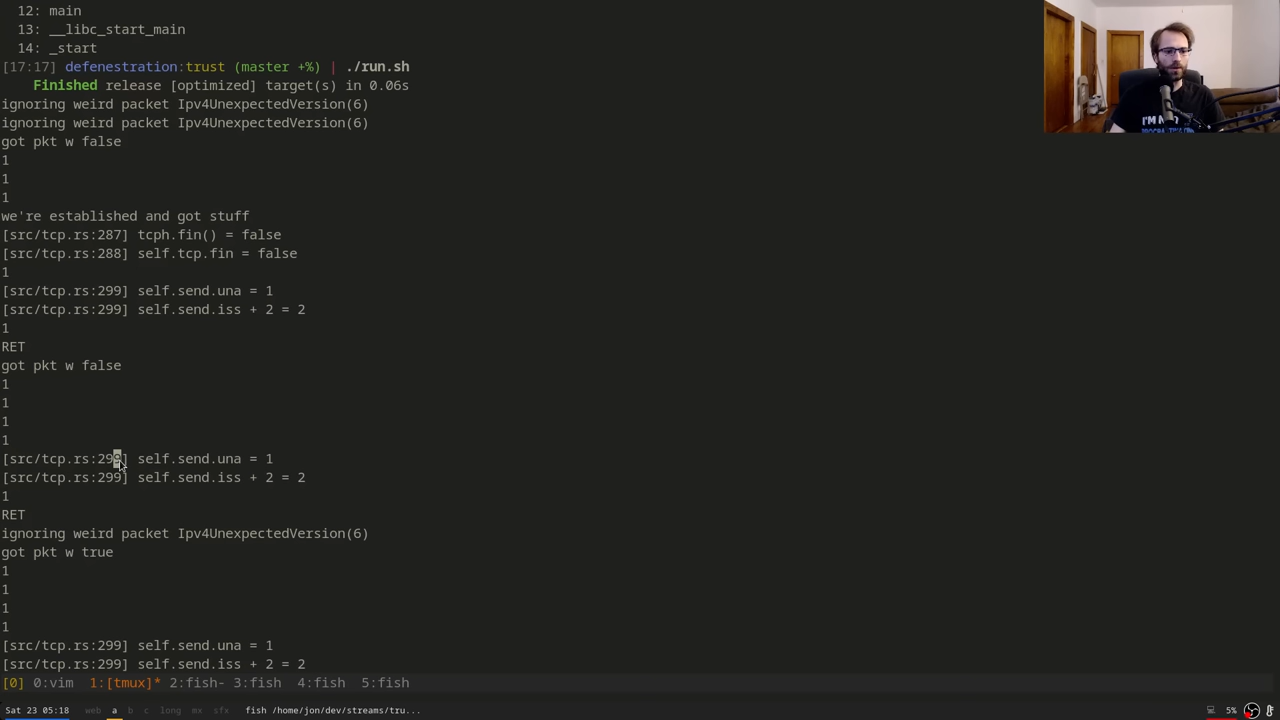 12: main
13: __libc_start_main
14: _start
[17:17] defenestration:trust (master +%) | ./run.sh
Finished release [optimized] target(s) in 0.06s
ignoring weird packet Ipv4UnexpectedVersion(6)
ignoring weird packet Ipv4UnexpectedVersion(6)
got pkt w false
1
1
1
we're established and got stuff
[src/tcp.rs:287] tcph.fin() = false
[src/tcp.rs:288] self.tcp.fin = false
1
[src/tcp.rs:299] self.send.una = 1
[src/tcp.rs:299] self.send.iss + 2 = 2
1
RET
got pkt w false
1
1
1
1
[src/tcp.rs:299] self.send.una = 1
[src/tcp.rs:299] self.send.iss + 2 = 2
1
RET
ignoring weird packet Ipv4UnexpectedVersion(6)
got pkt w true
1
1
1
1
[src/tcp.rs:299] self.send.una = 1
[src/tcp.rs:299] self.send.iss + 2 = 2
[0] 0:vim 1:[tmux]* 2:fish- 3:fish 4:fish 5:fish
Sat 23 05:18 web a b c long mx sfx fish /home/jon/dev/streams/tru... 5%
I'M NOT